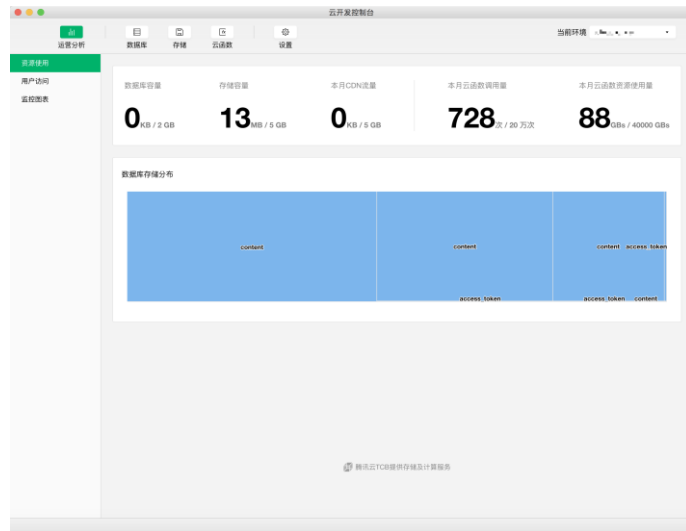 云开发控制台
运营分析 数据库 存储 云函数 设置 当前环境
资源使用
用户访问
监控图表
数据库容量 存储容量 本月CDN流量 本月云函数调用量 本月云函数资源使用量
0KB / 2 GB 13MB / 5 GB 0KB / 5 GB 728次 / 20 万次 88GBs / 40000 GBs
数据库存储分布
content content content access_token
access_token access_token content
腾讯云TCB提供存储及计算服务